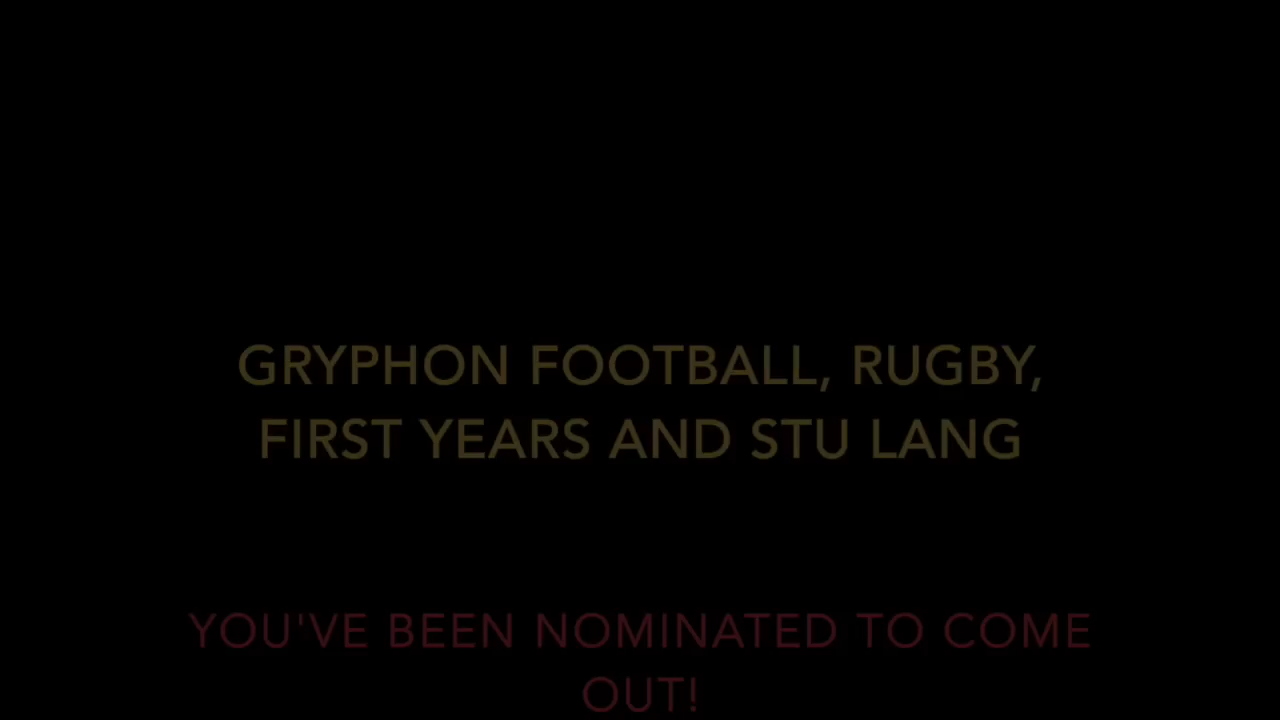 GRYPHON FOOTBALL, RUGBY,
FIRST YEARS AND STU LANG
YOU'VE BEEN NOMINATED TO COME
OUT!